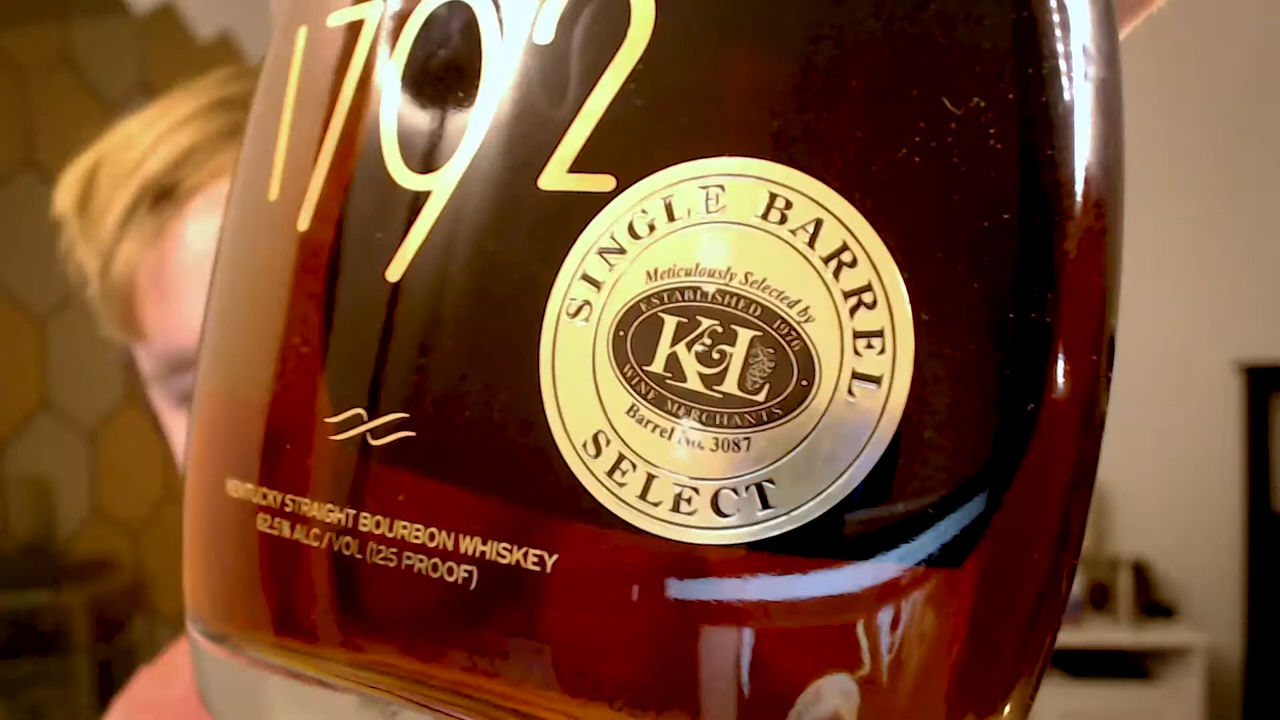 1792
SINGLE BARREL
Meticulously Selected by
ESTABLISHED 1976
K&L
WINE MERCHANTS
Barrel No. 3087
SELECT
KENTUCKY STRAIGHT BOURBON WHISKEY
62.5% ALC/VOL (125 PROOF)